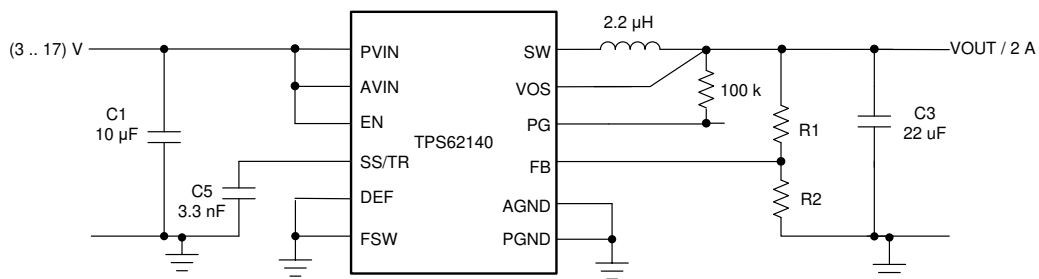 2.2 µH
(3 .. 17) V
PVIN
SW
VOUT / 2 A
AVIN
VOS
100 k
C1
10 µF
EN
PG
R1
C3
22 uF
TPS62140
SS/TR
FB
C5
3.3 nF
DEF
AGND
R2
FSW
PGND